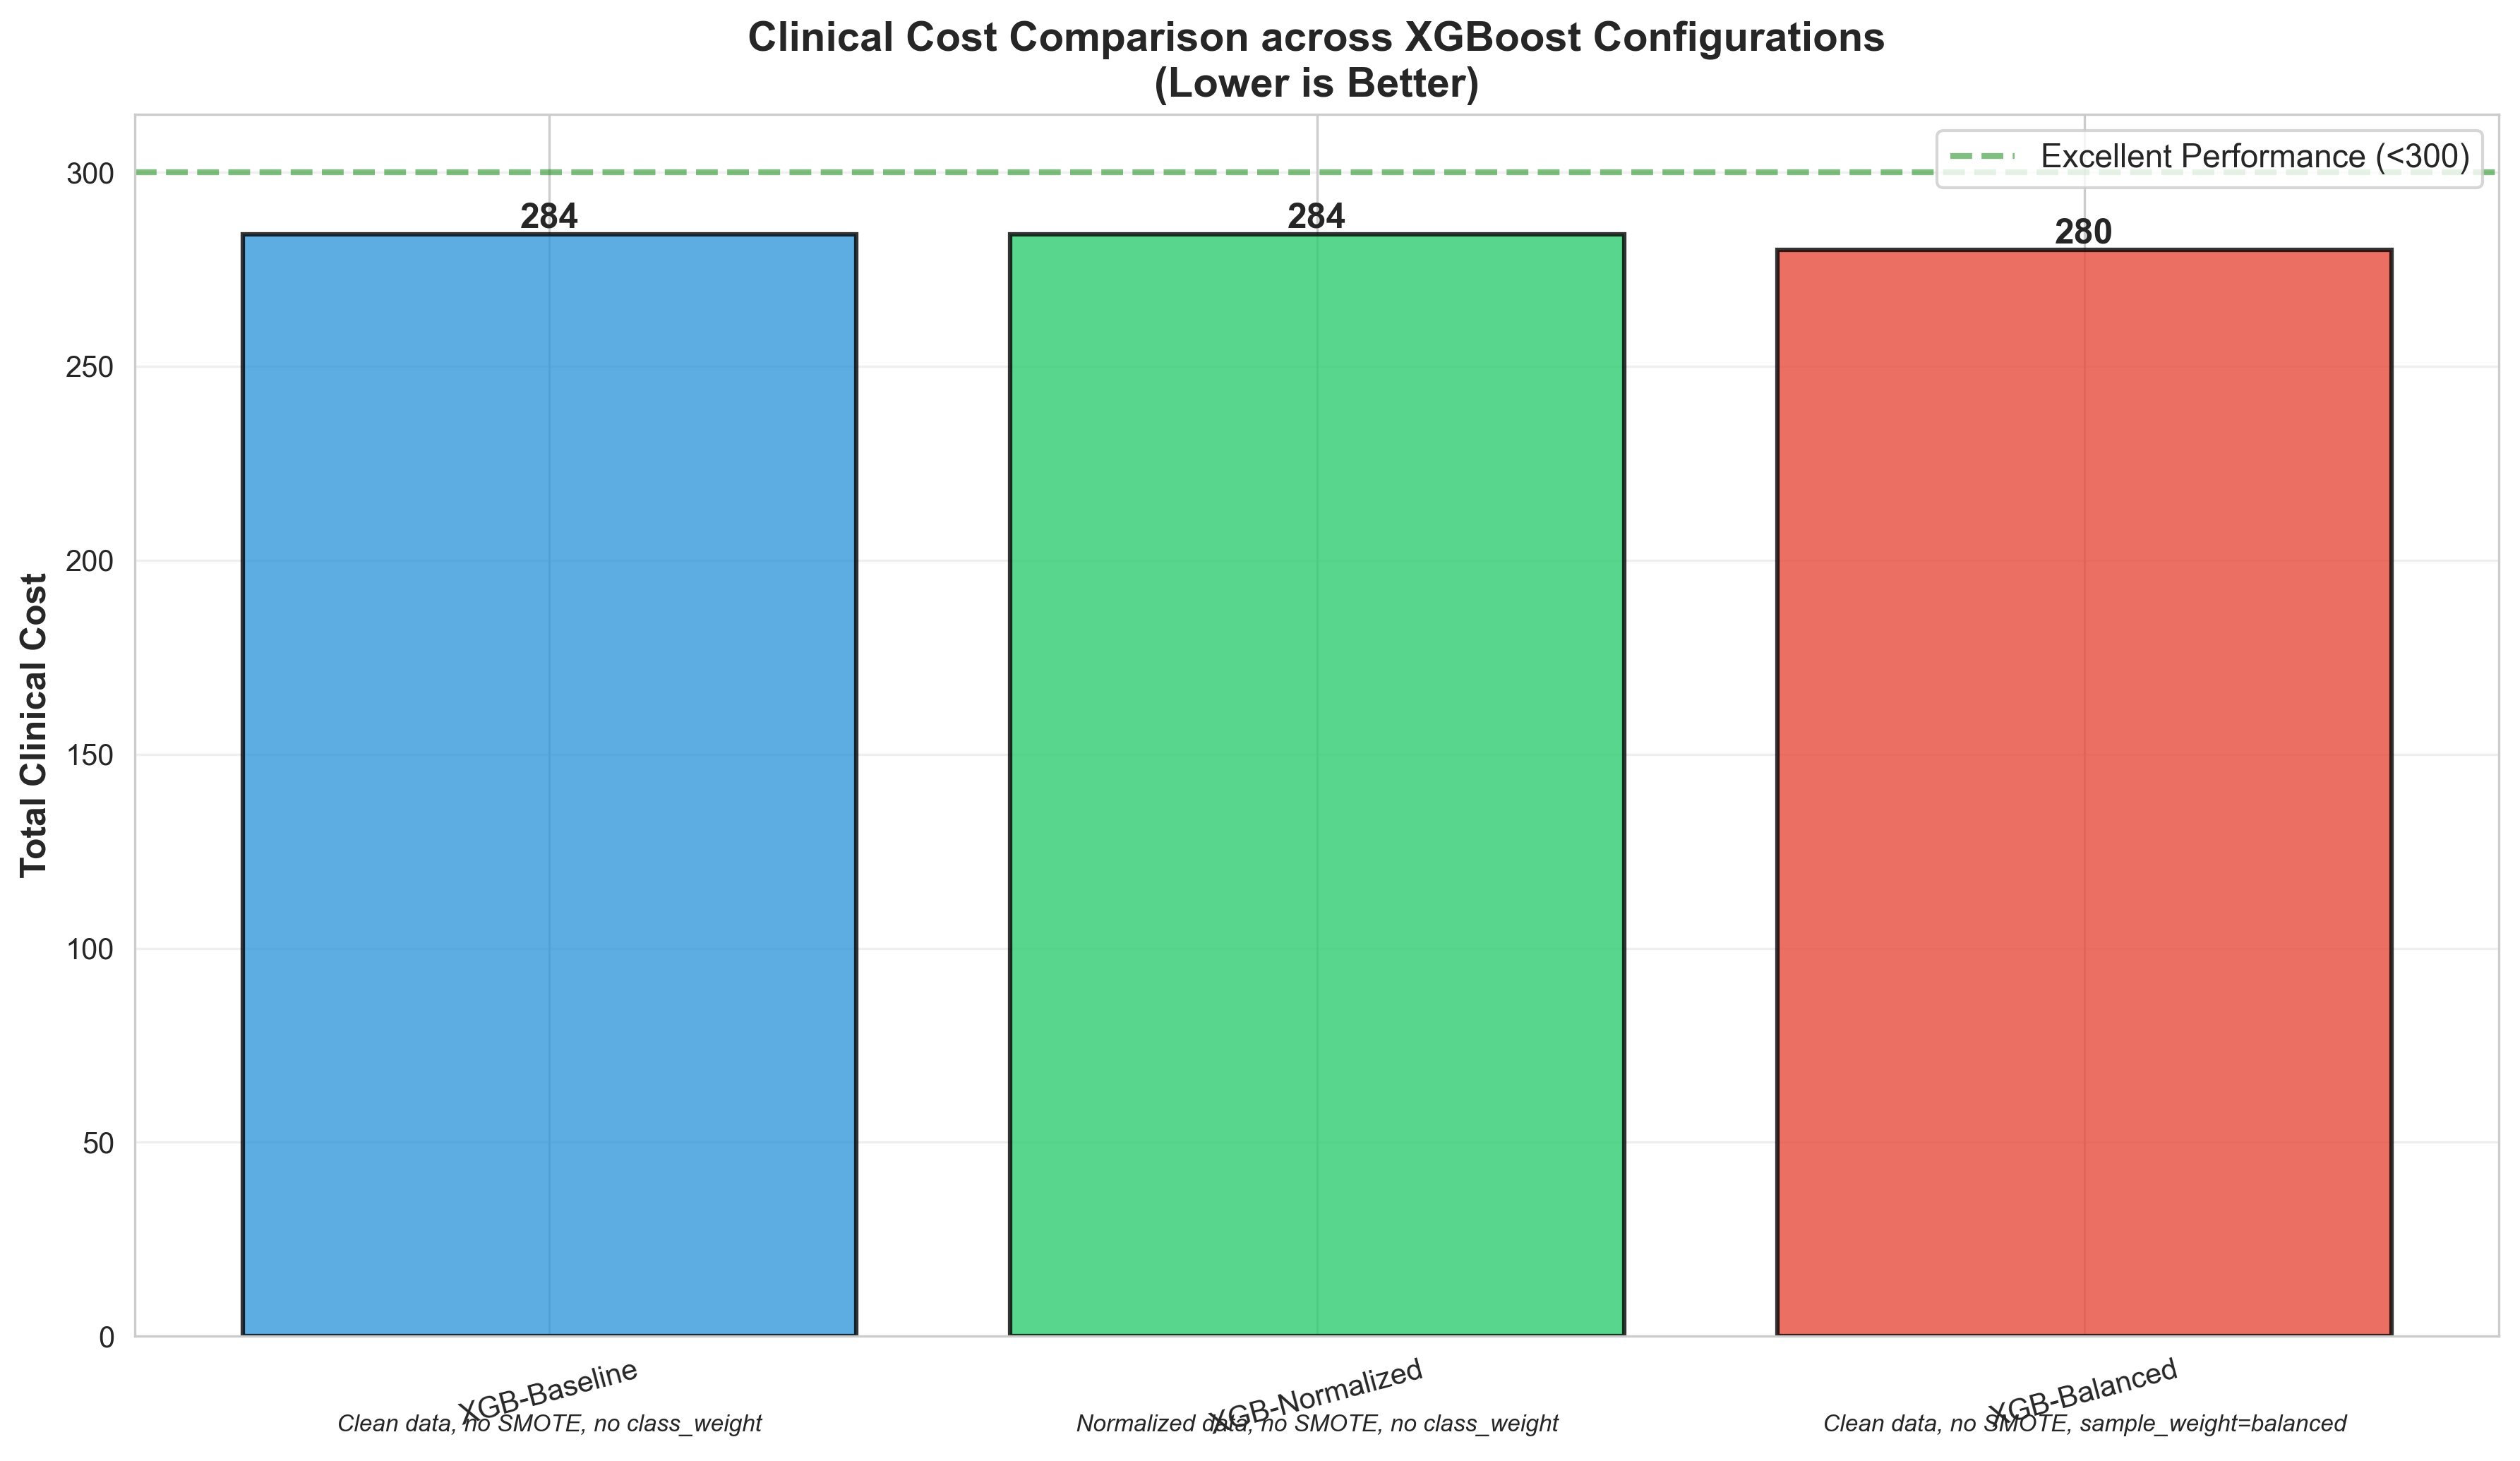 Clinical Cost Comparison across XGBoost Configurations
(Lower is Better)
Excellent Performance (<300)
300
250
200
150
100
50
0
Total Clinical Cost
284
284
280
XGB-Baseline
XGB-Normalized
XGB-Balanced
Clean data, no SMOTE, no class_weight
Normalized data, no SMOTE, no class_weight
Clean data, no SMOTE, sample_weight=balanced